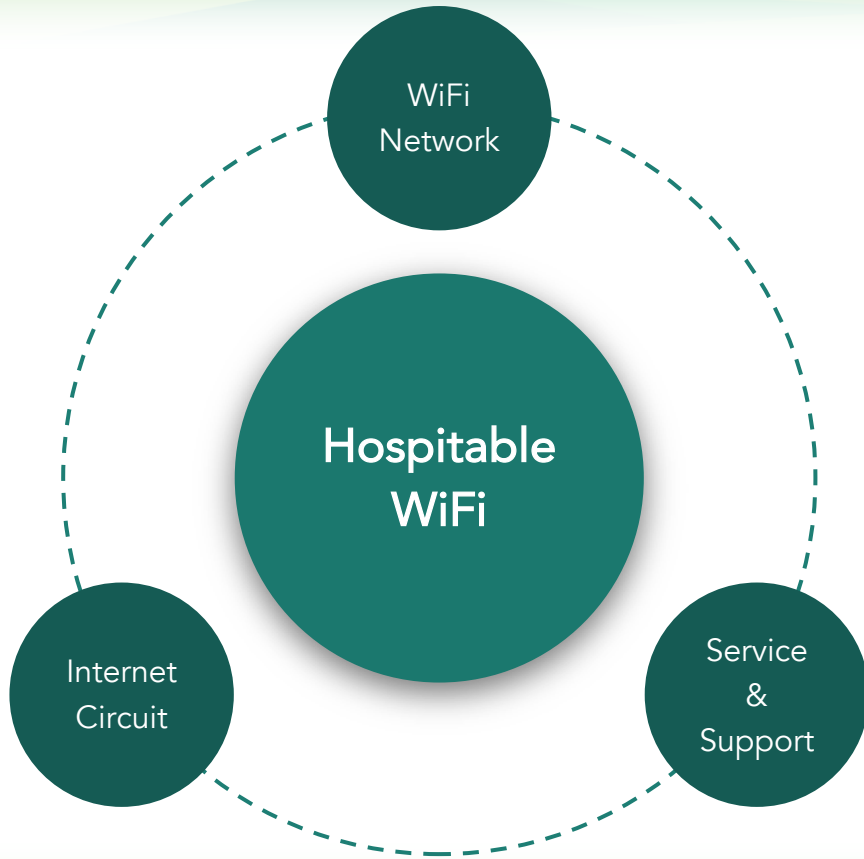 WiFi
Network
Hospitable
WiFi
Internet
Circuit
Service
&
Support